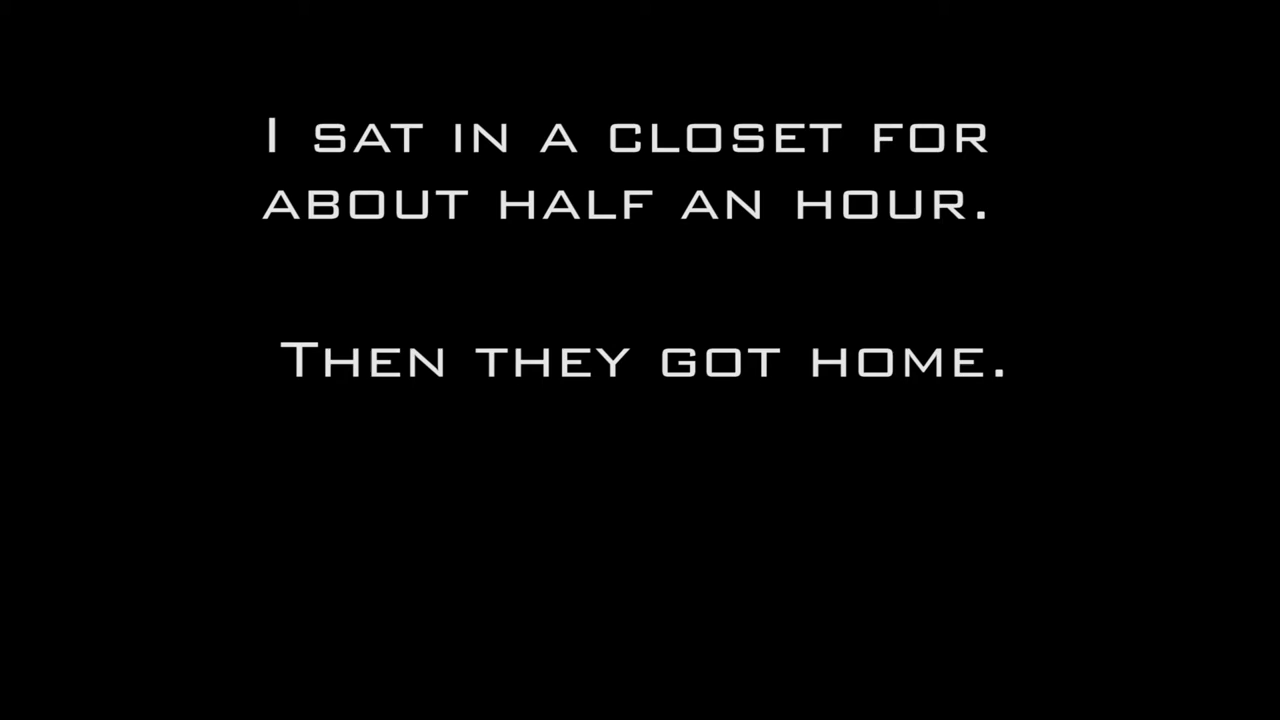 I SAT IN A CLOSET FOR
ABOUT HALF AN HOUR.
THEN THEY GOT HOME.